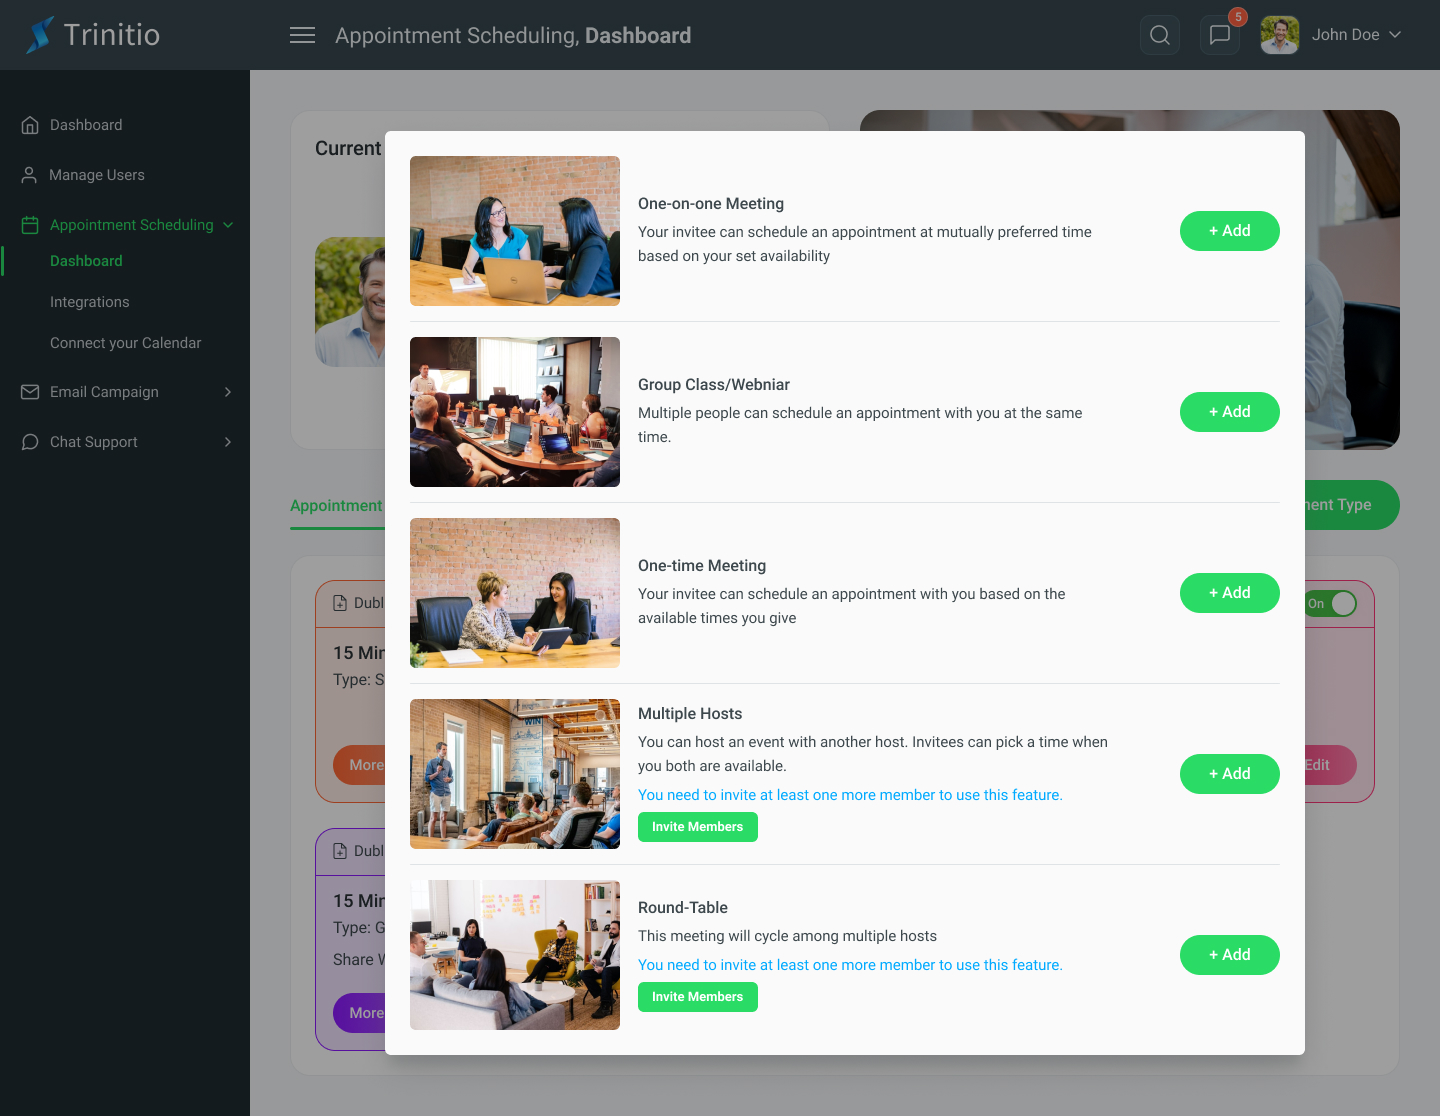 Trinitio
Appointment Scheduling, Dashboard
5
John Doe
Dashboard
Manage Users
Appointment Scheduling
Dashboard
Integrations
Connect your Calendar
Email Campaign
Chat Support
Current
One-on-one Meeting
Your invitee can schedule an appointment at mutually preferred time
based on your set availability
+ Add
Group Class/Webniar
Multiple people can schedule an appointment with you at the same
time.
+ Add
One-time Meeting
Your invitee can schedule an appointment with you based on the
available times you give
+ Add
Multiple Hosts
You can host an event with another host. Invitees can pick a time when
you both are available.
You need to invite at least one more member to use this feature.
Invite Members
+ Add
Round-Table
This meeting will cycle among multiple hosts
You need to invite at least one more member to use this feature.
Invite Members
+ Add
Appointment
Type
Dubl
On
15 Min
Type: S
More
Edit
Dubl
15 Min
Type: G
Share W
More